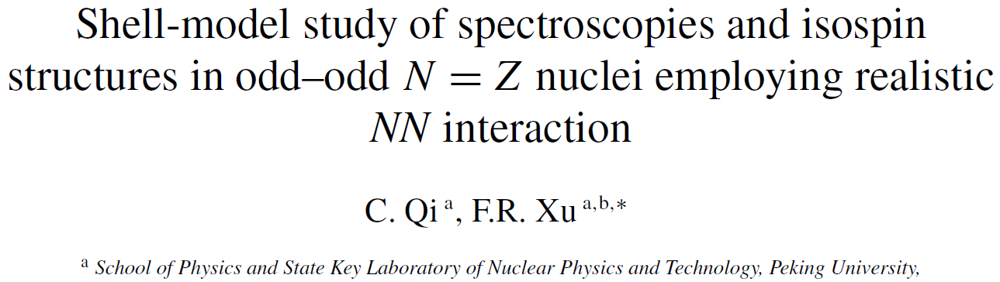 Shell-model study of spectroscopies and isospin
structures in odd–odd N = Z nuclei employing realistic
NN interaction
C. Qi a, F.R. Xu a,b,*
a School of Physics and State Key Laboratory of Nuclear Physics and Technology, Peking University,